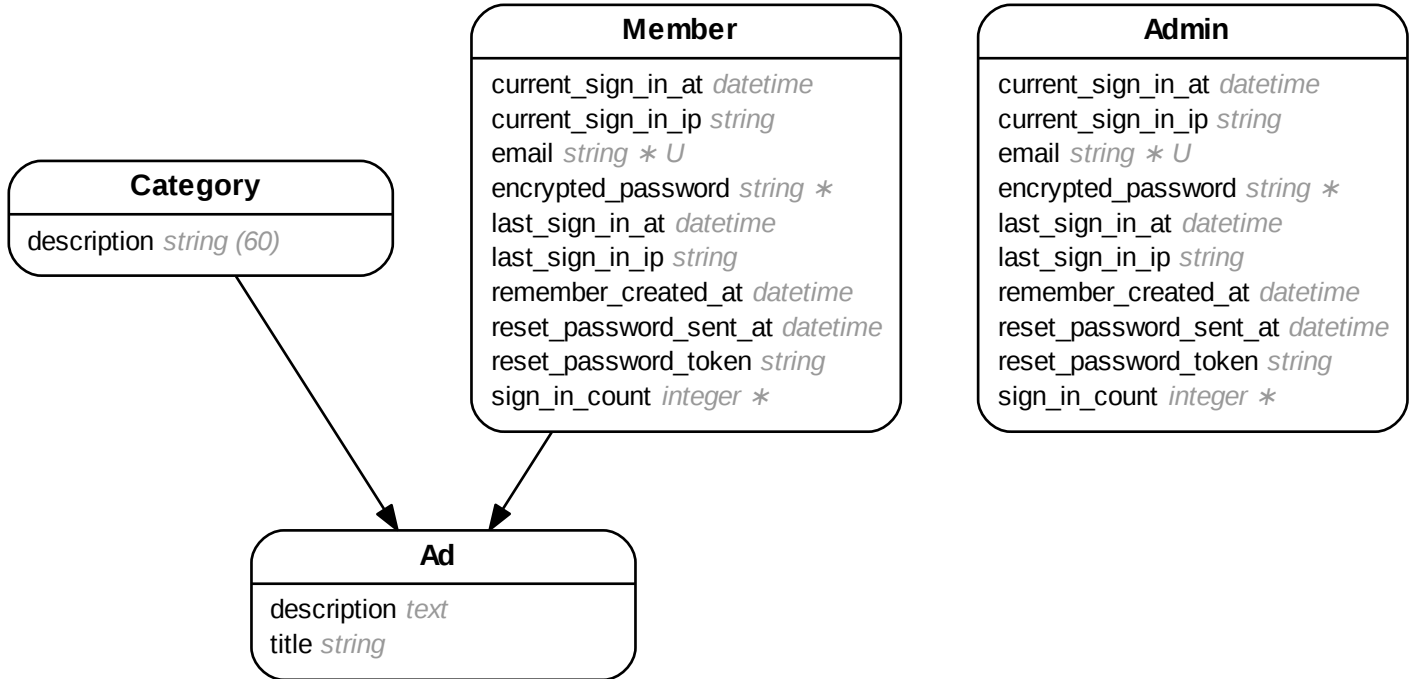 Member
current_sign_in_at datetime
current_sign_in_ip string
email string ∗ U
encrypted_password string ∗
last_sign_in_at datetime
last_sign_in_ip string
remember_created_at datetime
reset_password_sent_at datetime
reset_password_token string
sign_in_count integer ∗
Admin
current_sign_in_at datetime
current_sign_in_ip string
email string ∗ U
encrypted_password string ∗
last_sign_in_at datetime
last_sign_in_ip string
remember_created_at datetime
reset_password_sent_at datetime
reset_password_token string
sign_in_count integer ∗
Category
description string (60)
Ad
description text
title string